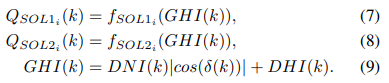 Q_{SOL1_i}(k) = f_{SOL1_i}(GHI(k)), (7)
Q_{SOL2_i}(k) = f_{SOL2_i}(GHI(k)), (8)
GHI(k) = DNI(k)|cos(δ(k))| + DHI(k). (9)